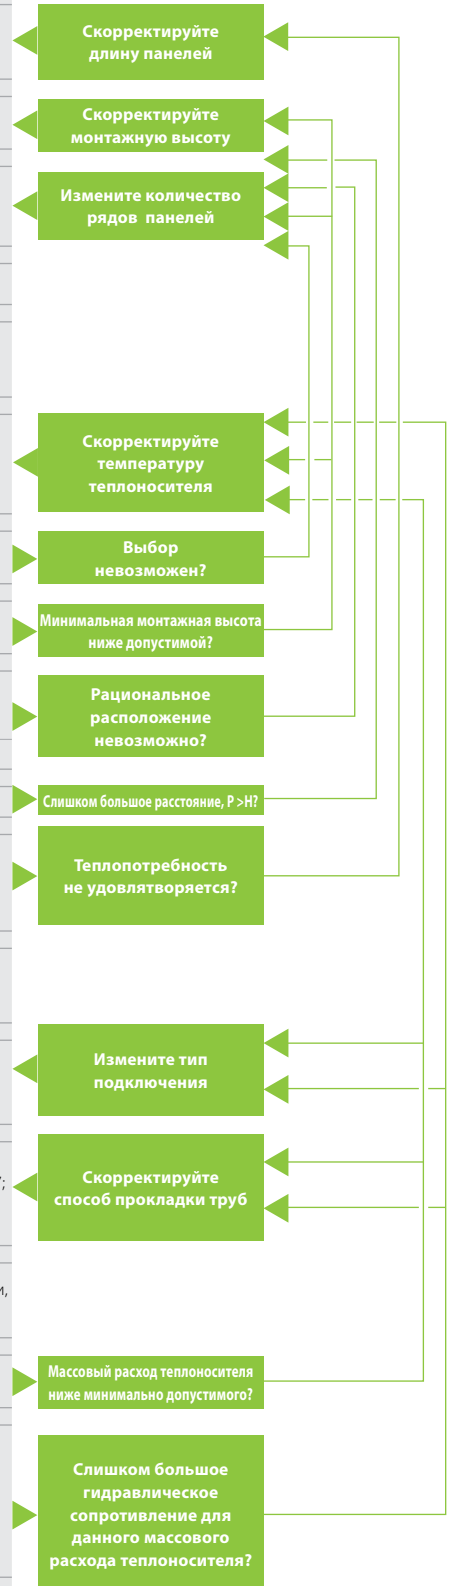 Скорректируйте
длину панелей
Скорректируйте
монтажную высоту
Измените количество
рядов панелей
Скорректируйте
температуру
теплоносителя
Выбор
невозможен?
Минимальная монтажная высота
ниже допустимой?
Рациональное
расположение
невозможно?
Слишком большое расстояние, P >H?
Теплопотребность
не удовлятворяется?
Измените тип
подключения
Скорректируйте
способ прокладки труб
Массовый расход теплоносителя
ниже минимально допустимого?
Слишком большое
гидравлическое
сопротивление для
данного массового
расхода теплоносителя?